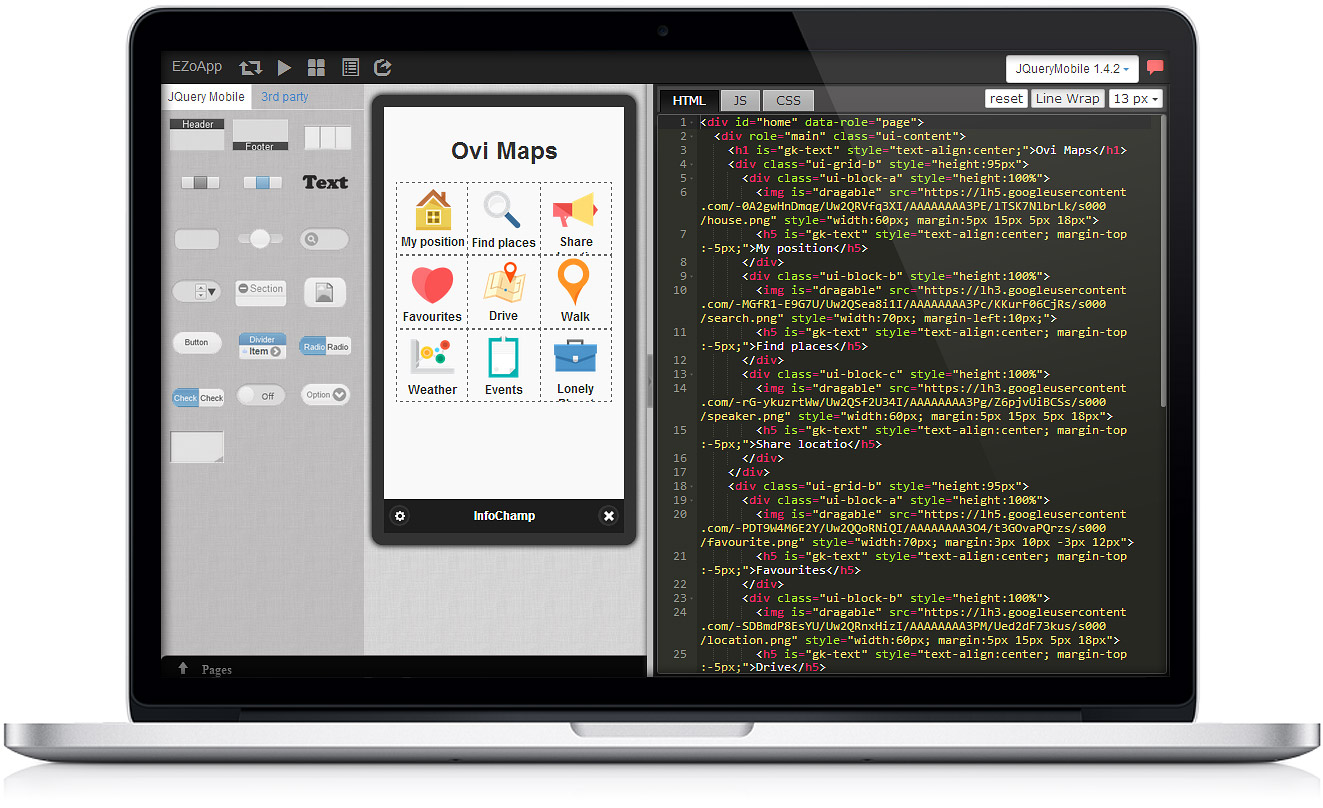 EZoApp
JQueryMobile 1.4.2
JQuery Mobile 3rd party
Header
Footer
Text
Section
Button
Divider
Item
Radio Radio
Check Check
Off
Option
Pages
Ovi Maps
My position Find places Share
Favourites Drive Walk
Weather Events Lonely
InfoChamp
HTML JS CSS reset Line Wrap 13 px
1 <div id="home" data-role="page">
2 <div role="main" class="ui-content">
3 <h1 is="gk-text" style="text-align:center;">Ovi Maps</h1>
4 <div class="ui-grid-b" style="height:95px">
5 <div class="ui-block-a" style="height:100%">
6 <img is="dragable" src="https://lh5.googleusercontent
.com/-0A2gwHnDmqg/Uw2QRVfq3XI/AAAAAAAA3PE/lTSK7NlbrLk/s000
/house.png" style="width:60px; margin:5px 15px 5px 18px">
7 <h5 is="gk-text" style="text-align:center; margin-top
:-5px;">My position</h5>
8 </div>
9 <div class="ui-block-b" style="height:100%">
10 <img is="dragable" src="https://lh3.googleusercontent
.com/-MGfR1-E9G7U/Uw2QSea8i1I/AAAAAAAA3Pc/KKurF06CjRs/s000
/search.png" style="width:70px; margin-left:10px;">
11 <h5 is="gk-text" style="text-align:center; margin-top
:-5px;">Find places</h5>
12 </div>
13 <div class="ui-block-c" style="height:100%">
14 <img is="dragable" src="https://lh3.googleusercontent
.com/-rG-ykuzrtWw/Uw2QSf2U34I/AAAAAAAA3Pg/Z6pjvUiBCSs/s000
/speaker.png" style="width:60px; margin:5px 15px 5px 18px">
15 <h5 is="gk-text" style="text-align:center; margin-top
:-5px;">Share locatio</h5>
16 </div>
17 </div>
18 <div class="ui-grid-b" style="height:95px">
19 <div class="ui-block-a" style="height:100%">
20 <img is="dragable" src="https://lh5.googleusercontent
.com/-PDT9W4M6E2Y/Uw2QQoRNiQI/AAAAAAAA3O4/t3GOvaPQrzs/s000
/favourite.png" style="width:70px; margin:3px 10px -3px 12px">
21 <h5 is="gk-text" style="text-align:center; margin-top
:-5px;">Favourites</h5>
22 </div>
23 <div class="ui-block-b" style="height:100%">
24 <img is="dragable" src="https://lh3.googleusercontent
.com/-SDBmdP8EsYU/Uw2QRnxHizI/AAAAAAAA3PM/Ued2dF73kus/s000
/location.png" style="width:60px; margin:5px 15px 5px 18px">
25 <h5 is="gk-text" style="text-align:center; margin-top
:-5px;">Drive</h5>